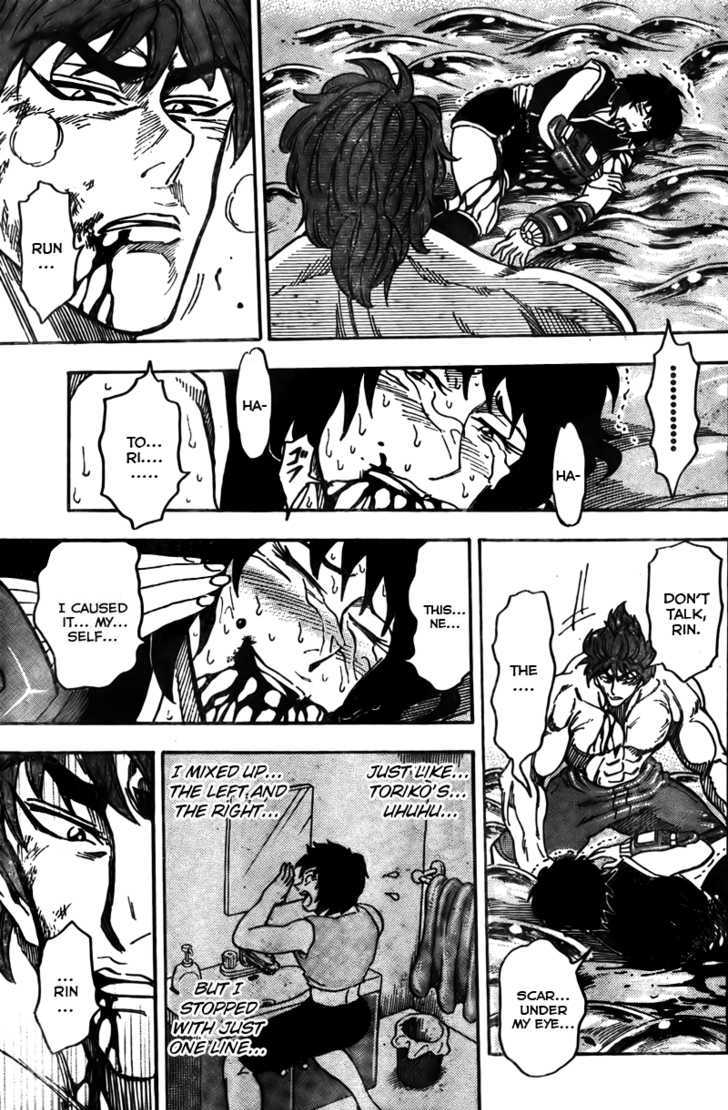 RUN
...
............
HA-
HA-
TO...
RI....
.....
DON'T
TALK,
RIN.
THE
....
SCAR...
UNDER
MY EYE...
THIS...
NE...
I CAUSED
IT... MY...
SELF...
JUST LIKE...
TORIKO'S...
UHUHU...
I MIXED UP...
THE LEFT AND
THE RIGHT...
BUT I
STOPPED
WITH JUST
ONE LINE...
...
RIN